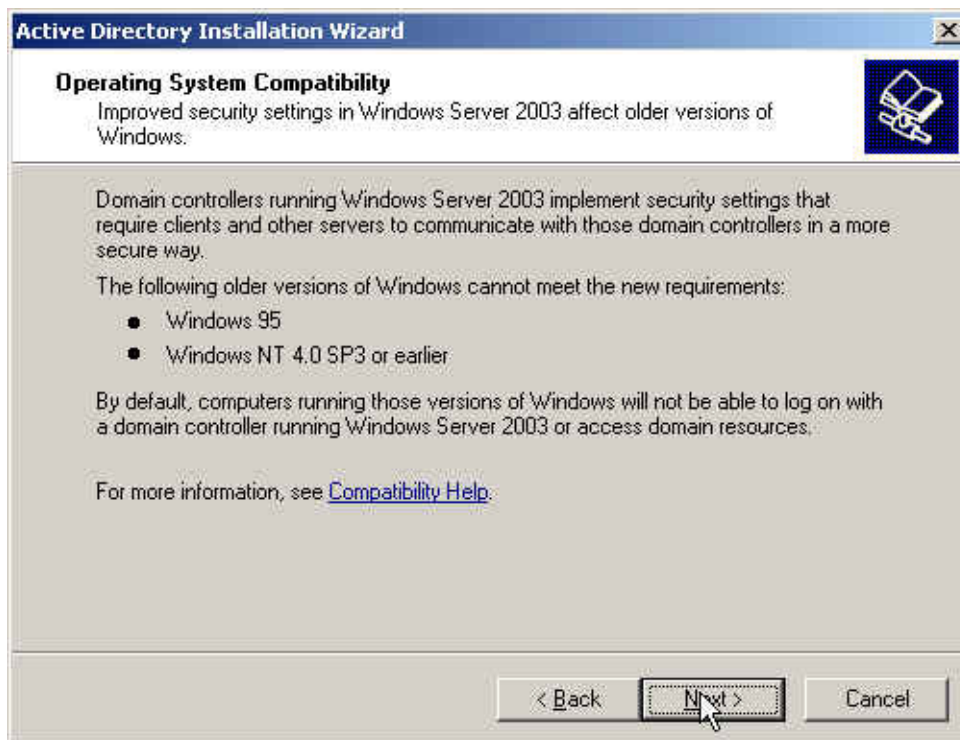 Active Directory Installation Wizard
Operating System Compatibility
Improved security settings in Windows Server 2003 affect older versions of
Windows.
Domain controllers running Windows Server 2003 implement security settings that
require clients and other servers to communicate with those domain controllers in a more
secure way.
The following older versions of Windows cannot meet the new requirements:
● Windows 95
● Windows NT 4.0 SP3 or earlier
By default, computers running those versions of Windows will not be able to log on with
a domain controller running Windows Server 2003 or access domain resources.
For more information, see Compatibility Help.
< Back Next > Cancel